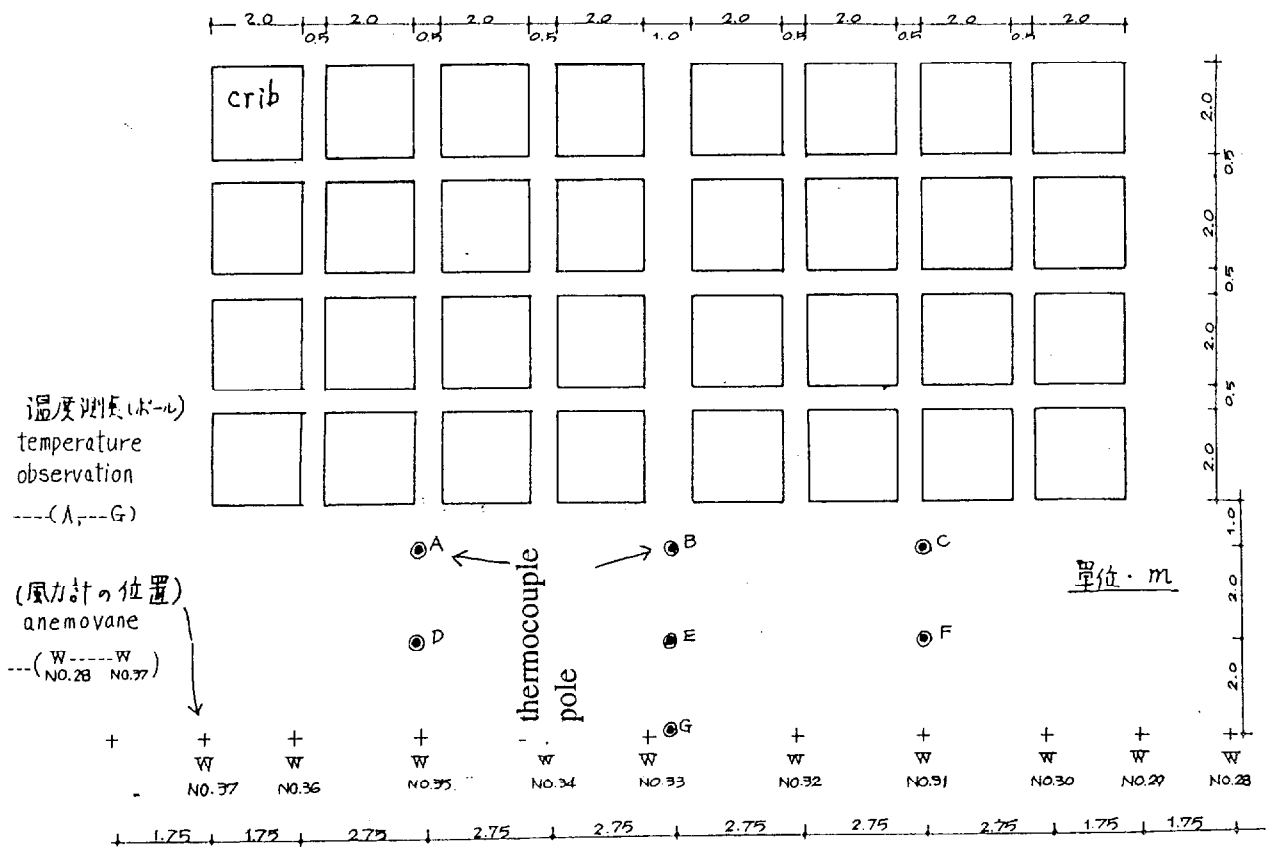 2.0 2.0 2.0 2.0 2.0 2.0 2.0 2.0
0.5 0.5 0.5 1.0 0.5 0.5 0.5
crib
2.0
0.5
2.0
0.5
2.0
0.5
2.0
温度測点(ポール)
temperature
observation
----(A,---G)
A B C
1.0
(風力計の位置)
anemovane
---(W-----W)
NO.28 NO.37
thermocouple
pole
單位・m
2.0
D E F
2.0
G
W W W W W W W W W W
NO.37 NO.36 NO.35. NO.34 NO.33 NO.32 NO.31 NO.30 NO.29 NO.28
1.75 1.75 2.75 2.75 2.75 2.75 2.75 2.75 1.75 1.75